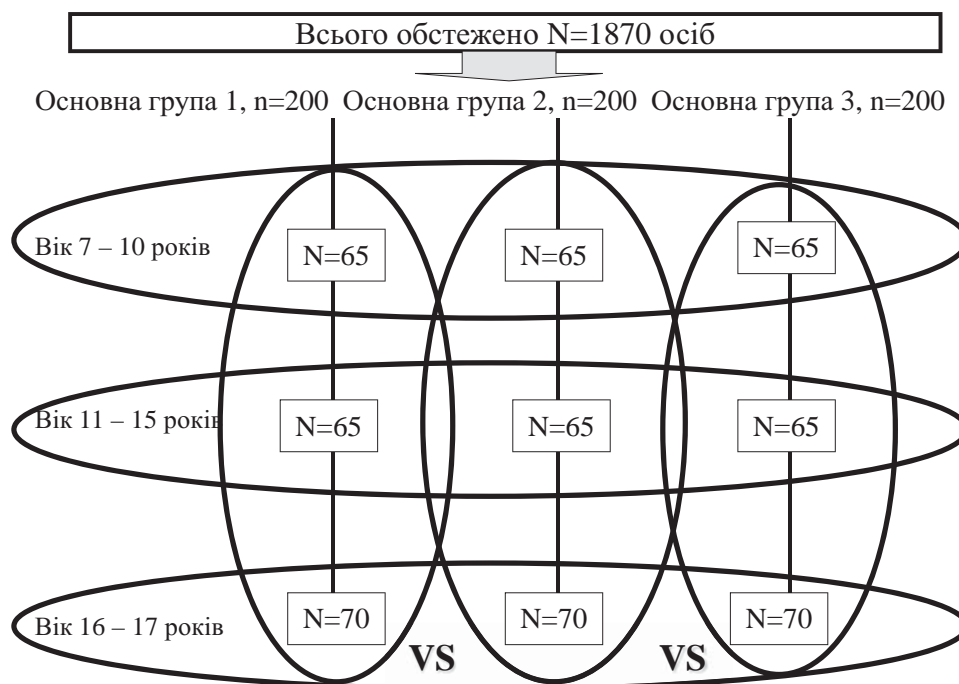 Всього обстежено N=1870 осіб
Основна група 1, n=200 Основна група 2, n=200 Основна група 3, n=200
Вік 7 – 10 років
N=65 N=65 N=65
Вік 11 – 15 років
N=65 N=65 N=65
Вік 16 – 17 років
N=70 N=70 N=70
VS VS